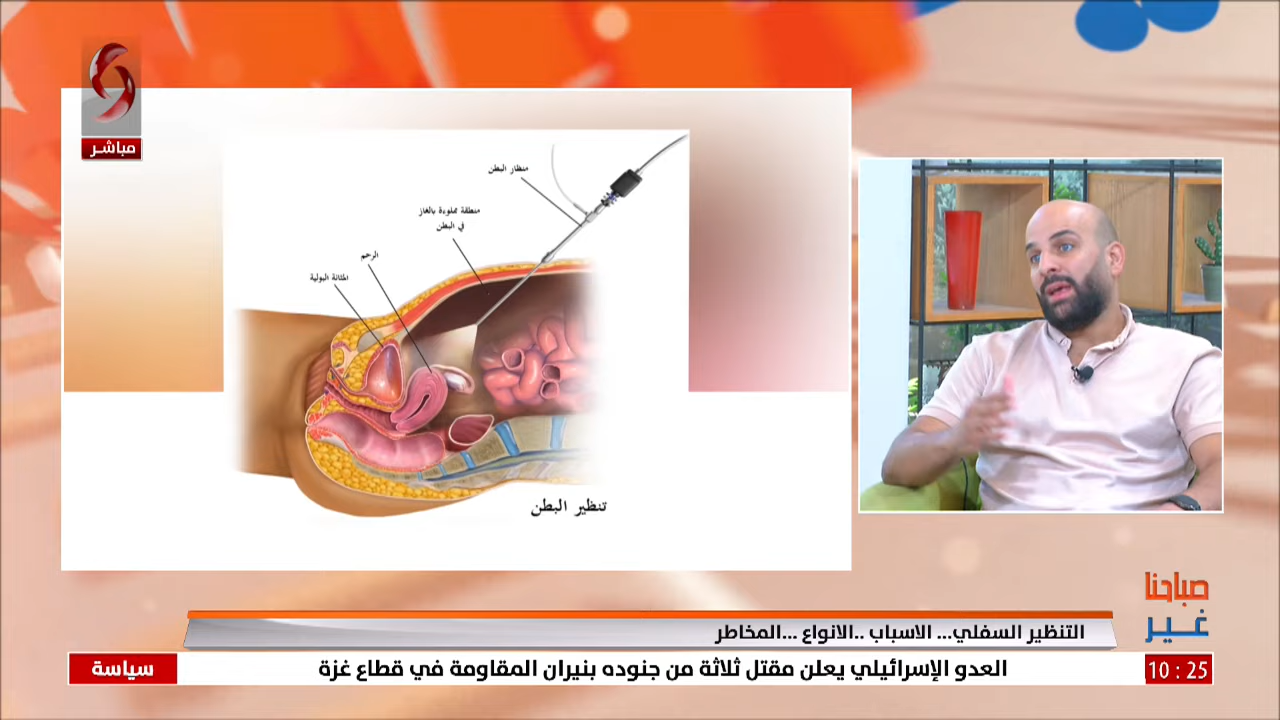 مباشر
منظار البطن
منطقة مملوءة بالغاز
في البطن
الرحم
المثانة البولية
تنظير البطن
صباحنا
غير
التنظير السفلي... الاسباب ..الانواع ...المخاطر
سياسة
العدو الإسرائيلي يعلن مقتل ثلاثة من جنوده بنيران المقاومة في قطاع غزة
10 : 25